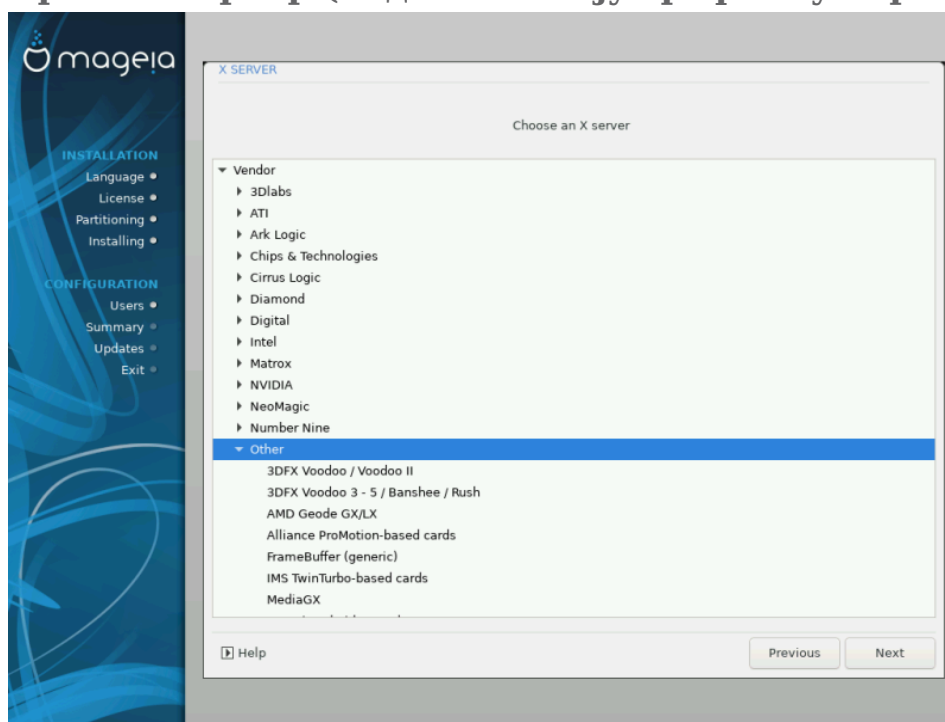 mageia
INSTALLATION
Language
License
Partitioning
Installing
CONFIGURATION
Users
Summary
Updates
Exit
X SERVER
Choose an X server
Vendor
3Dlabs
ATI
Ark Logic
Chips & Technologies
Cirrus Logic
Diamond
Digital
Intel
Matrox
NVIDIA
NeoMagic
Number Nine
Other
3DFX Voodoo / Voodoo II
3DFX Voodoo 3 - 5 / Banshee / Rush
AMD Geode GX/LX
Alliance ProMotion-based cards
FrameBuffer (generic)
IMS TwinTurbo-based cards
MediaGX
Help
Previous
Next